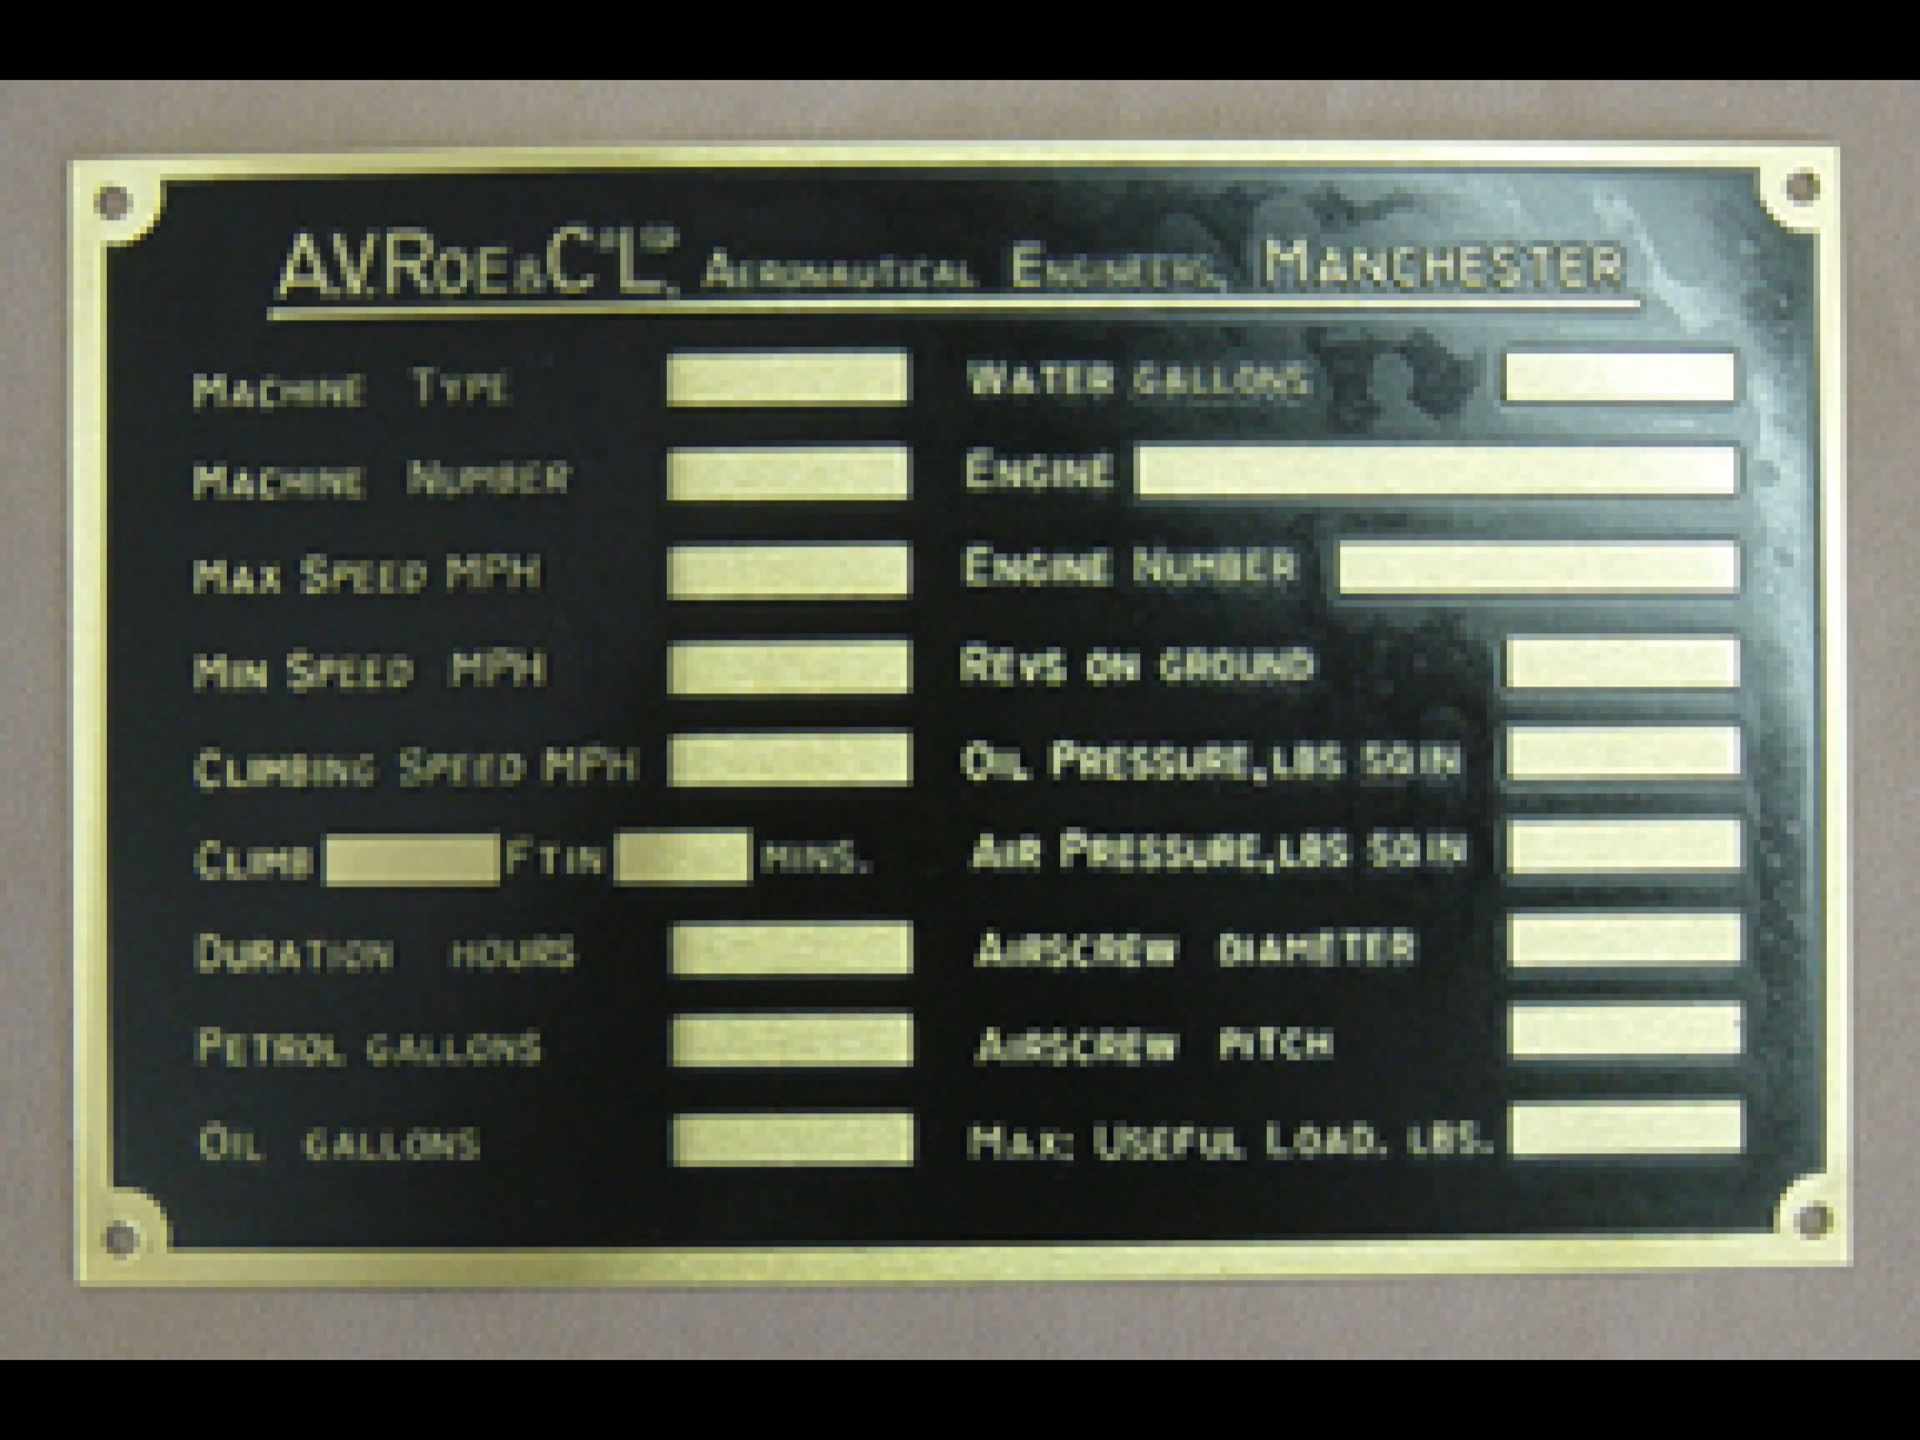 A.V. ROE & Cº LTD. AERONAUTICAL ENGINEERS, MANCHESTER
MACHINE TYPE
MACHINE NUMBER
MAX SPEED MPH
MIN SPEED MPH
CLIMBING SPEED MPH
CLIMB FT IN MINS.
DURATION HOURS
PETROL GALLONS
OIL GALLONS
WATER GALLONS
ENGINE
ENGINE NUMBER
REVS ON GROUND
OIL PRESSURE, LBS SQ IN
AIR PRESSURE, LBS SQ IN
AIRSCREW DIAMETER
AIRSCREW PITCH
MAX: USEFUL LOAD. LBS.